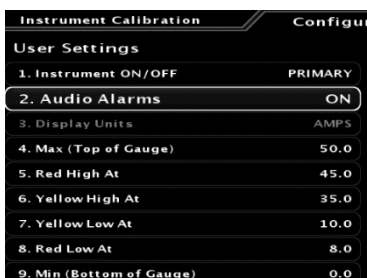 Instrument Calibration Configu
User Settings
1. Instrument ON/OFF PRIMARY
2. Audio Alarms ON
3. Display Units AMPS
4. Max (Top of Gauge) 50.0
5. Red High At 45.0
6. Yellow High At 35.0
7. Yellow Low At 10.0
8. Red Low At 8.0
9. Min (Bottom of Gauge) 0.0